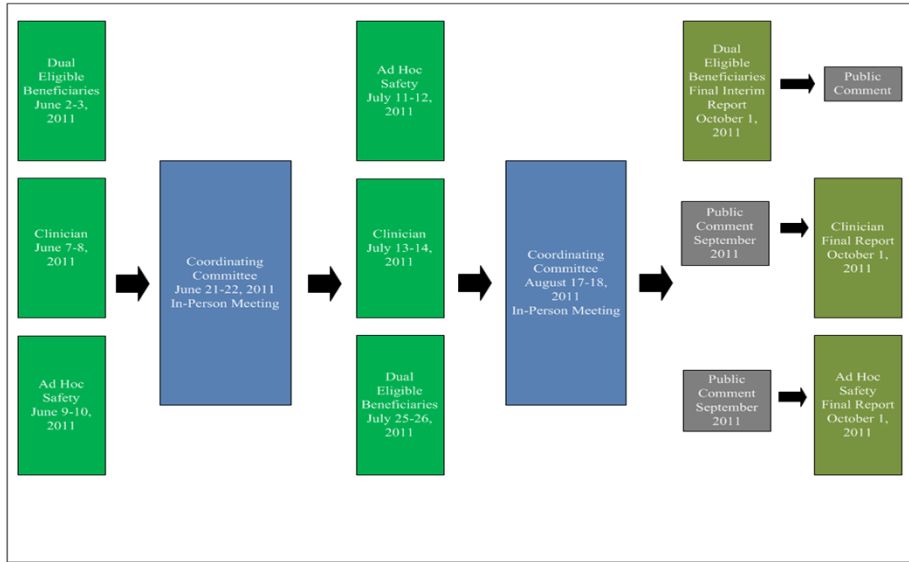 Dual
Eligible
Beneficiaries
June 2-3,
2011
Clinician
June 7-8,
2011
Ad Hoc
Safety
June 9-10,
2011
Coordinating
Committee
June 21-22, 2011
In-Person Meeting
Ad Hoc
Safety
July 11-12,
2011
Clinician
July 13-14,
2011
Dual
Eligible
Beneficiaries
July 25-26,
2011
Coordinating
Committee
August 17-18,
2011
In-Person Meeting
Dual
Eligible
Beneficiaries
Final Interim
Report
October 1,
2011
Public
Comment
Public
Comment
September
2011
Clinician
Final Report
October 1,
2011
Public
Comment
September
2011
Ad Hoc
Safety
Final Report
October 1,
2011